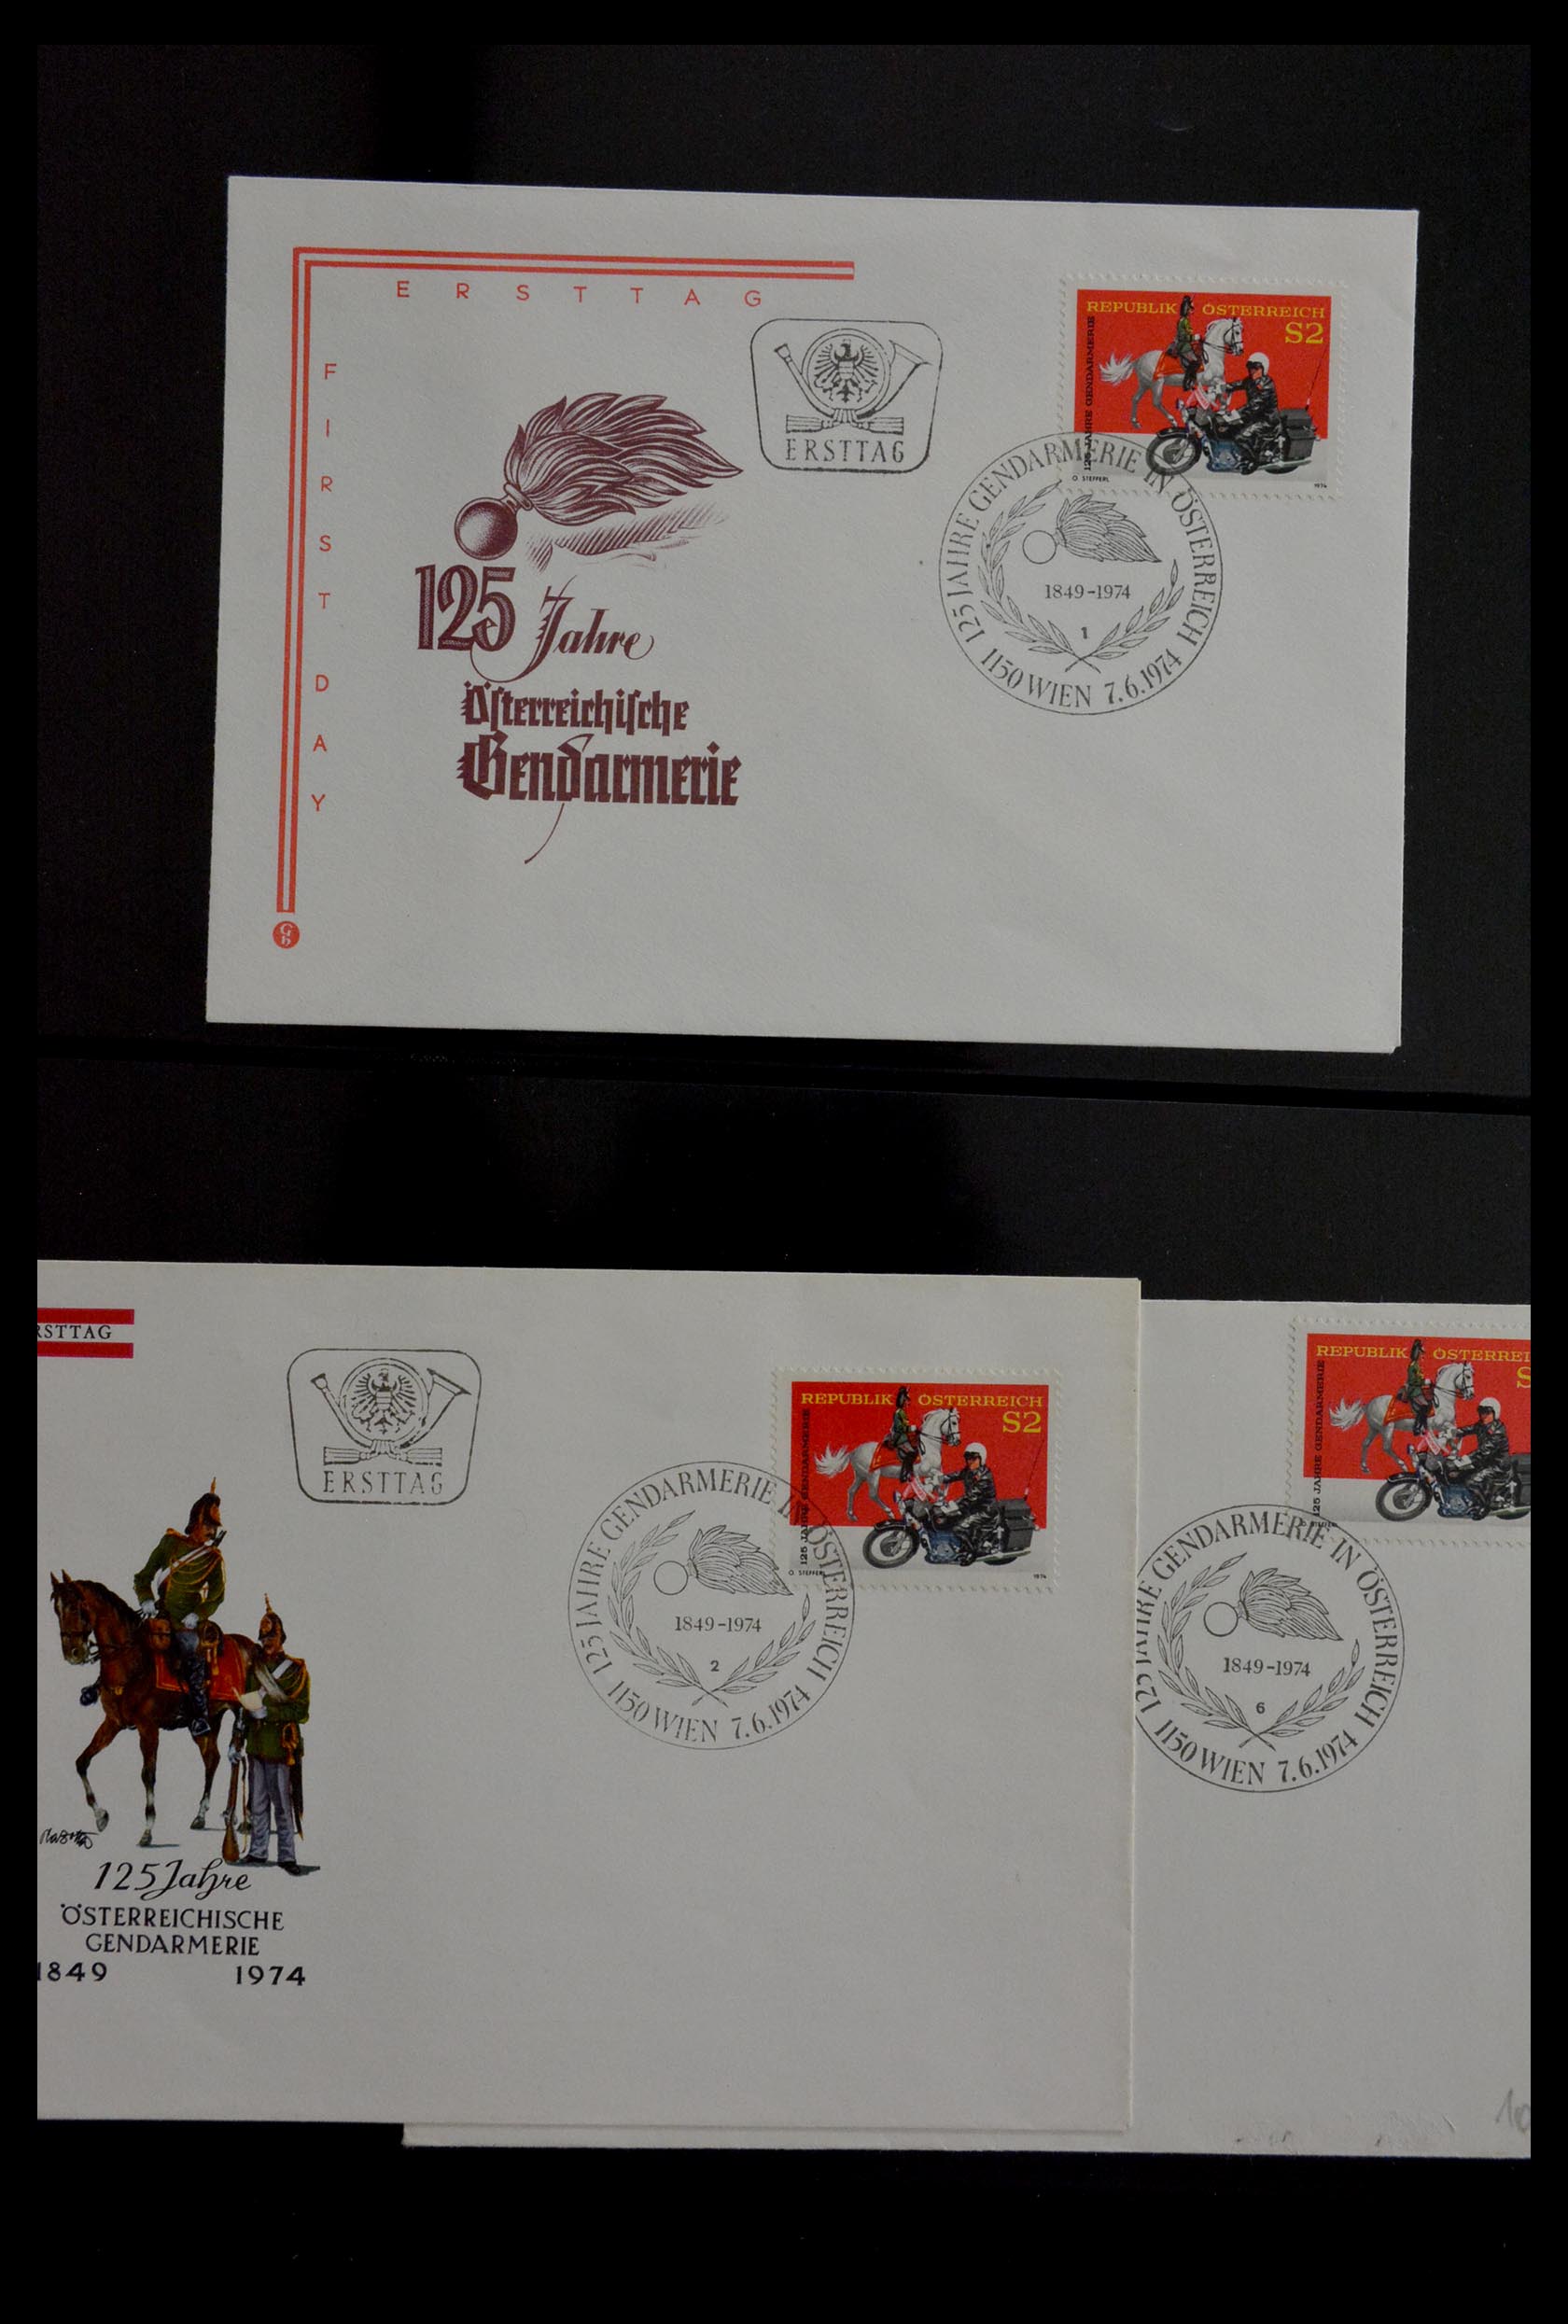 ERSTTAG
FIRST DAY
ERSTTAG
REPUBLIK ÖSTERREICH
S2
125 JAHRE GENDARMERIE
O. STEFFERL
1974
125 JAHRE GENDARMERIE IN ÖSTERREICH
1849-1974
1
1150 WIEN 7.6.1974
125 Jahre
Österreichische
Gendarmerie
Gh
RSTTAG
ERSTTAG
REPUBLIK ÖSTERREICH
S2
125 JAHRE GENDARMERIE
O. STEFFERL
1974
125 JAHRE GENDARMERIE IN ÖSTERREICH
1849-1974
2
1150 WIEN 7.6.1974
125 Jahre
ÖSTERREICHISCHE
GENDARMERIE
1849 1974
REPUBLIK ÖSTERREI
S
125 JAHRE GENDARMERIE
125 JAHRE GENDARMERIE IN ÖSTERREICH
1849-1974
6
1150 WIEN 7.6.1974